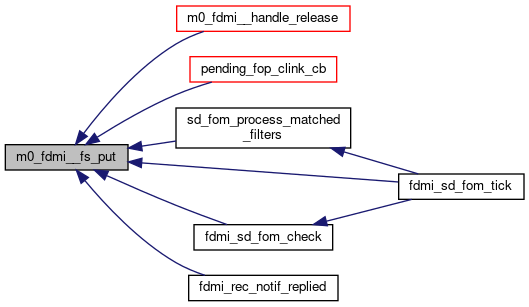 m0_fdmi__handle_release
pending_fop_clink_cb
sd_fom_process_matched
_filters
m0_fdmi__fs_put
fdmi_sd_fom_tick
fdmi_sd_fom_check
fdmi_rec_notif_replied